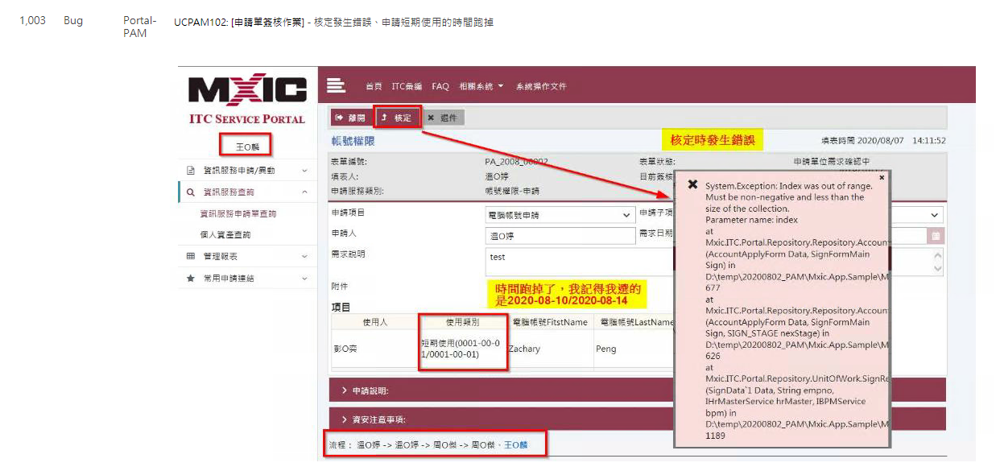 1,003 Bug Portal-PAM UCPAM102: [申請單簽核作業] - 核定發生錯誤、申請短期使用的時間跑掉
MXIC
ITC SERVICE PORTAL
王O麟
資訊服務申請/異動
資訊服務查詢
資訊服務申請單查詢
個人資產查詢
管理報表
常用申請連結
首頁 ITC彙編 FAQ 相關系統 系統操作文件
離開 核定 退件
帳號權限
核定時發生錯誤
填表時間 2020/08/07 14:11:52
表單編號: PA_2008_00002 表單狀態: 申請單位需求確認中
填表人: 溫O婷 目前簽核
申請服務類別: 帳號權限-申請
申請項目 電腦帳號申請 申請子項
申請人 溫O婷 需求日期
需求說明 test
附件
時間跑掉了，我記得我選的
是2020-08-10/2020-08-14
項目
使用人 使用類別 電腦帳號FitstName 電腦帳號LastName
彭O奕 短期使用(0001-00-0
1/0001-00-01) Zachary Peng
申請說明:
資安注意事項:
流程： 溫O婷 -> 溫O婷 -> 周O傑 -> 周O傑、王O麟
System.Exception: Index was out of range.
Must be non-negative and less than the
size of the collection.
Parameter name: index
at
Mxic.ITC.Portal.Repository.Repository.Account
(AccountApplyForm Data, SignFormMain
Sign) in
D:\temp\20200802_PAM\Mxic.App.Sample\M
677
at
Mxic.ITC.Portal.Repository.Repository.Account
(AccountApplyForm Data, SignFormMain
Sign, SIGN_STAGE nexStage) in
D:\temp\20200802_PAM\Mxic.App.Sample\M
626
at
Mxic.ITC.Portal.Repository.UnitOfWork.SignRe
(SignData`1 Data, String empno,
IHrMasterService hrMaster, IBPMService
bpm) in
D:\temp\20200802_PAM\Mxic.App.Sample\M
1189